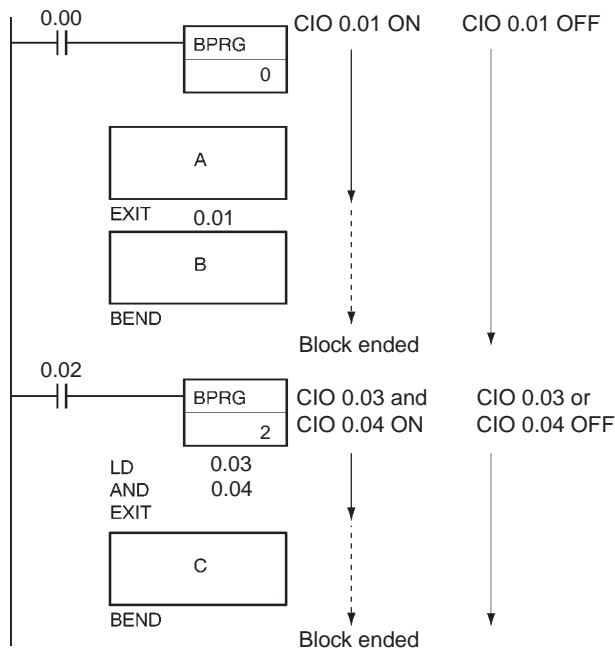 0.00
BPRG
0
CIO 0.01 ON
CIO 0.01 OFF
A
EXIT 0.01
B
BEND
Block ended
0.02
BPRG
2
CIO 0.03 and
CIO 0.04 ON
CIO 0.03 or
CIO 0.04 OFF
LD 0.03
AND 0.04
EXIT
C
BEND
Block ended